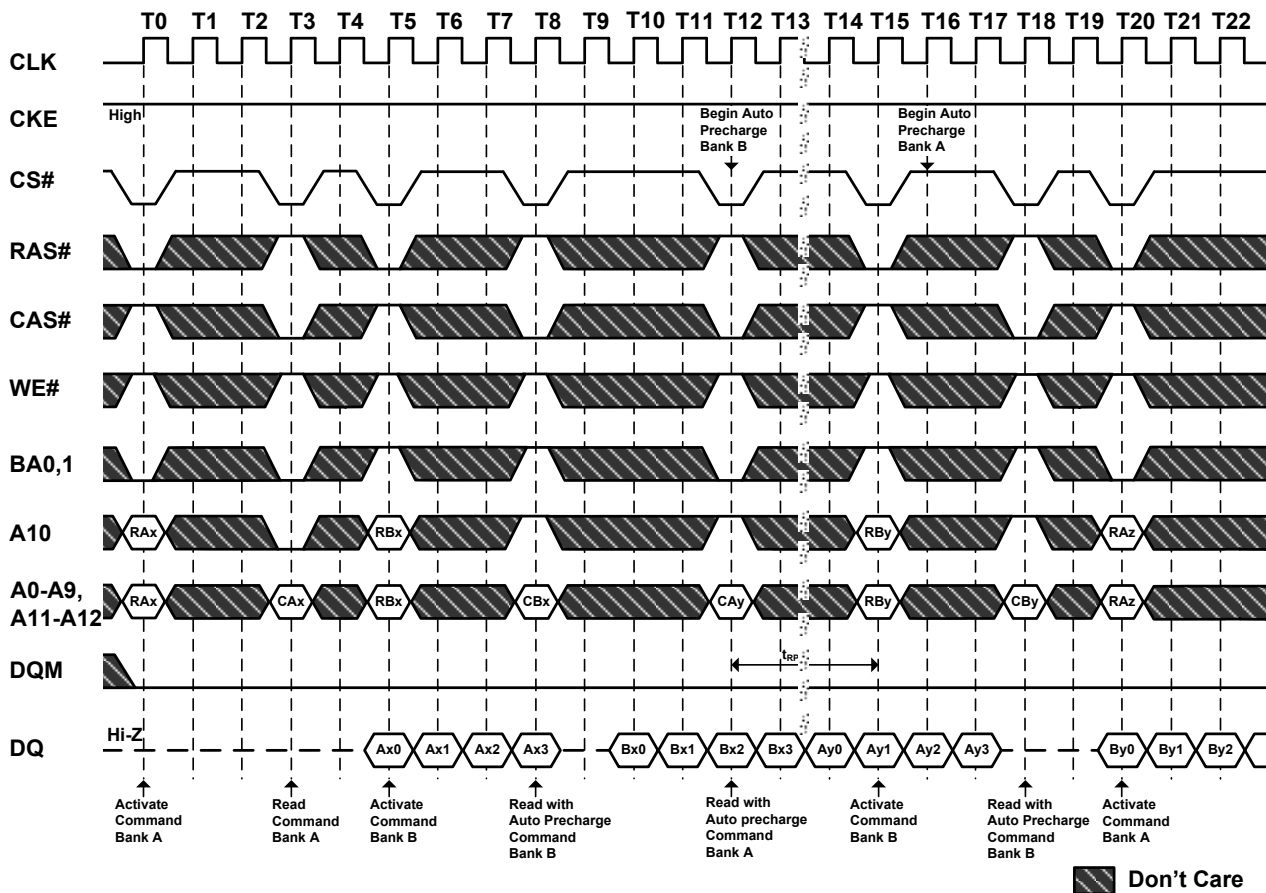 T0 T1 T2 T3 T4 T5 T6 T7 T8 T9 T10 T11 T12 T13 T14 T15 T16 T17 T18 T19 T20 T21 T22
CLK
CKE
High
Begin Auto
Precharge
Bank B
Begin Auto
Precharge
Bank A
CS#
RAS#
CAS#
WE#
BA0,1
A10
RAx RBx RBy RAz
A0-A9,
A11-A12
RAx CAx RBx CBx CAy RBy CBy RAz
DQM
tRP
DQ
Hi-Z
Ax0 Ax1 Ax2 Ax3 Bx0 Bx1 Bx2 Bx3 Ay0 Ay1 Ay2 Ay3 By0 By1 By2
Activate
Command
Bank A
Read
Command
Bank A
Activate
Command
Bank B
Read with
Auto Precharge
Command
Bank B
Read with
Auto precharge
Command
Bank A
Activate
Command
Bank B
Read with
Auto Precharge
Command
Bank B
Activate
Command
Bank A
Don't Care